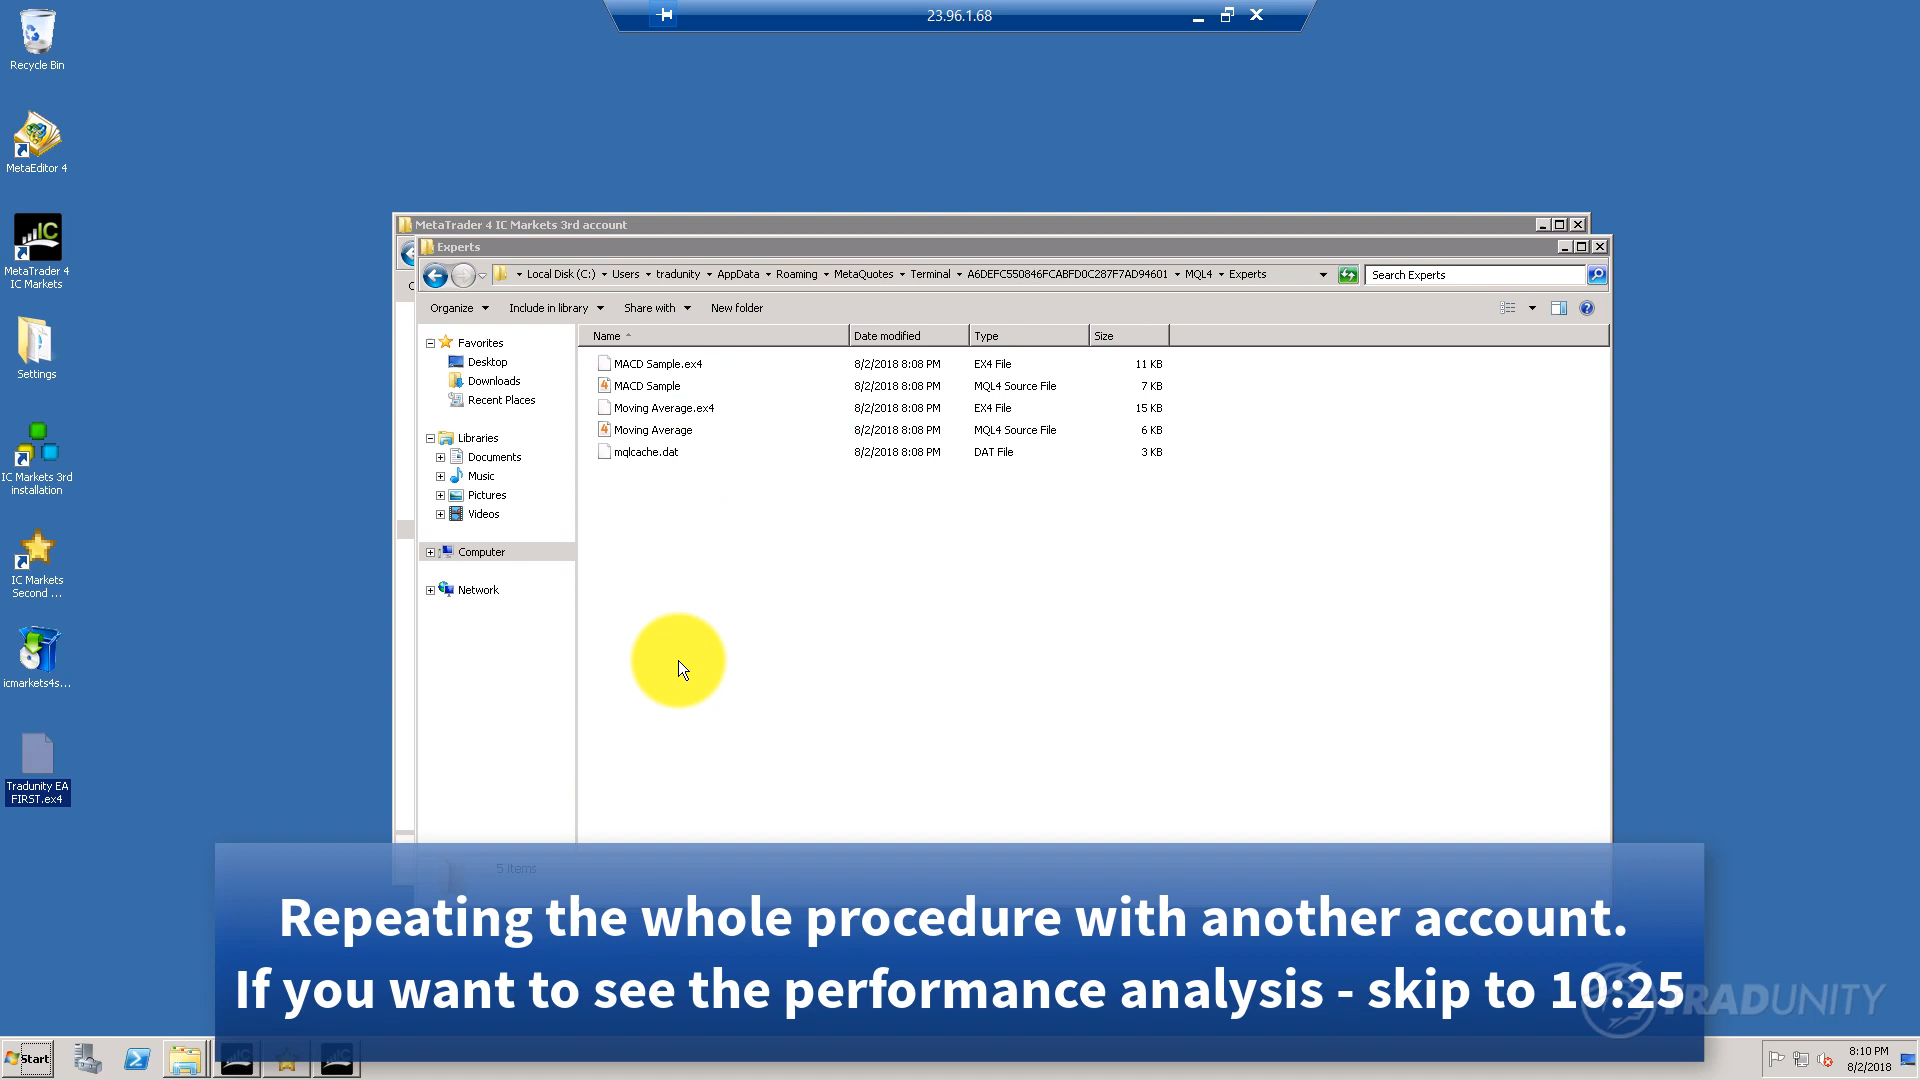 23.96.1.68
Recycle Bin
MetaEditor 4
MetaTrader 4
IC Markets
Settings
IC Markets 3rd
installation
IC Markets
Second ...
icmarkets4s...
Tradunity EA
FIRST.ex4
MetaTrader 4 IC Markets 3rd account
Experts
Local Disk (C:) Users tradunity AppData Roaming MetaQuotes Terminal A6DEFC550846FCABFD0C287F7AD94601 MQL4 Experts
Search Experts
Organize Include in library Share with New folder
Name Date modified Type Size
MACD Sample.ex4 8/2/2018 8:08 PM EX4 File 11 KB
MACD Sample 8/2/2018 8:08 PM MQL4 Source File 7 KB
Moving Average.ex4 8/2/2018 8:08 PM EX4 File 15 KB
Moving Average 8/2/2018 8:08 PM MQL4 Source File 6 KB
mqlcache.dat 8/2/2018 8:08 PM DAT File 3 KB
Favorites
Desktop
Downloads
Recent Places
Libraries
Documents
Music
Pictures
Videos
Computer
Network
5 items
Repeating the whole procedure with another account.
If you want to see the performance analysis - skip to 10:25
TRADUNITY
Start
8:10 PM
8/2/2018